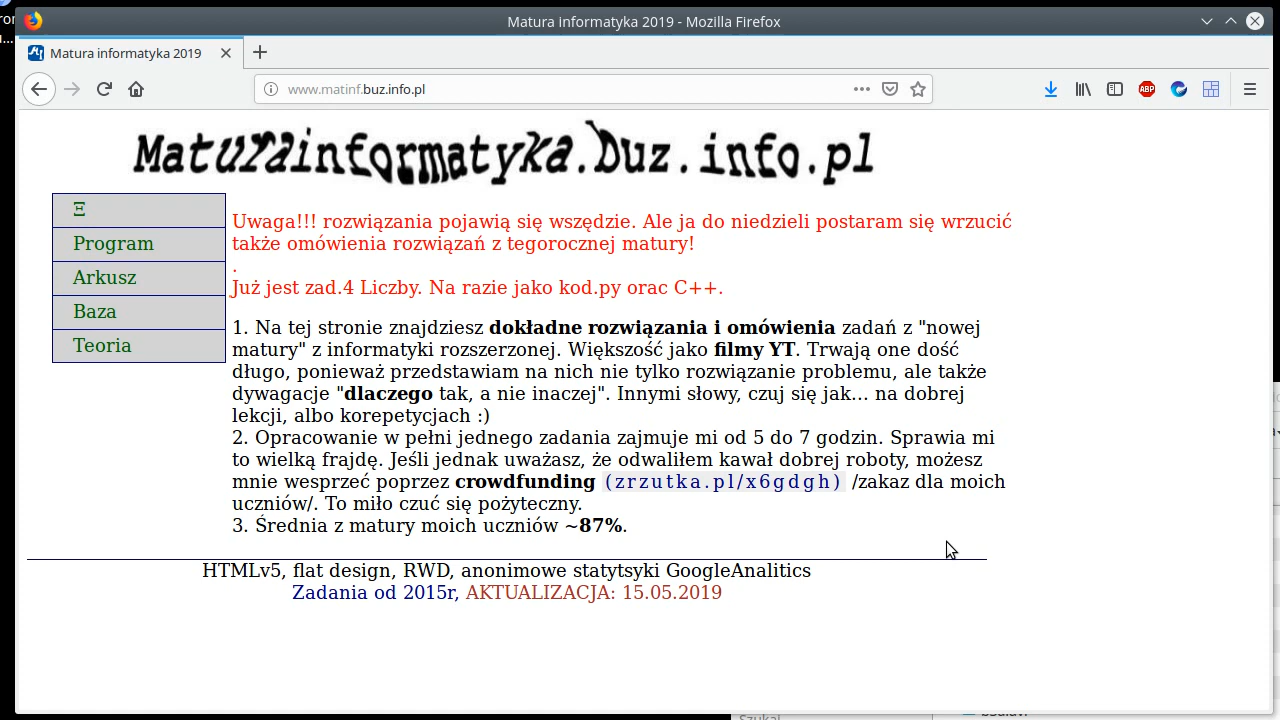 Matura informatyka 2019 - Mozilla Firefox
Matura informatyka 2019
www.matinf.buz.info.pl
ABP
Maturainformatyka.buz.info.pl
Ξ
Program
Arkusz
Baza
Teoria
Uwaga!!! rozwiązania pojawią się wszędzie. Ale ja do niedzieli postaram się wrzucić
także omówienia rozwiązań z tegorocznej matury!
.
Już jest zad.4 Liczby. Na razie jako kod.py orac C++.
1. Na tej stronie znajdziesz dokładne rozwiązania i omówienia zadań z "nowej
matury" z informatyki rozszerzonej. Większość jako filmy YT. Trwają one dość
długo, ponieważ przedstawiam na nich nie tylko rozwiązanie problemu, ale także
dywagacje "dlaczego tak, a nie inaczej". Innymi słowy, czuj się jak... na dobrej
lekcji, albo korepetycjach :)
2. Opracowanie w pełni jednego zadania zajmuje mi od 5 do 7 godzin. Sprawia mi
to wielką frajdę. Jeśli jednak uważasz, że odwaliłem kawał dobrej roboty, możesz
mnie wesprzeć poprzez crowdfunding (zrzutka.pl/x6gdgh) /zakaz dla moich
uczniów/. To miło czuć się pożyteczny.
3. Średnia z matury moich uczniów ~87%.
HTMLv5, flat design, RWD, anonimowe statytsyki GoogleAnalitics
Zadania od 2015r, AKTUALIZACJA: 15.05.2019